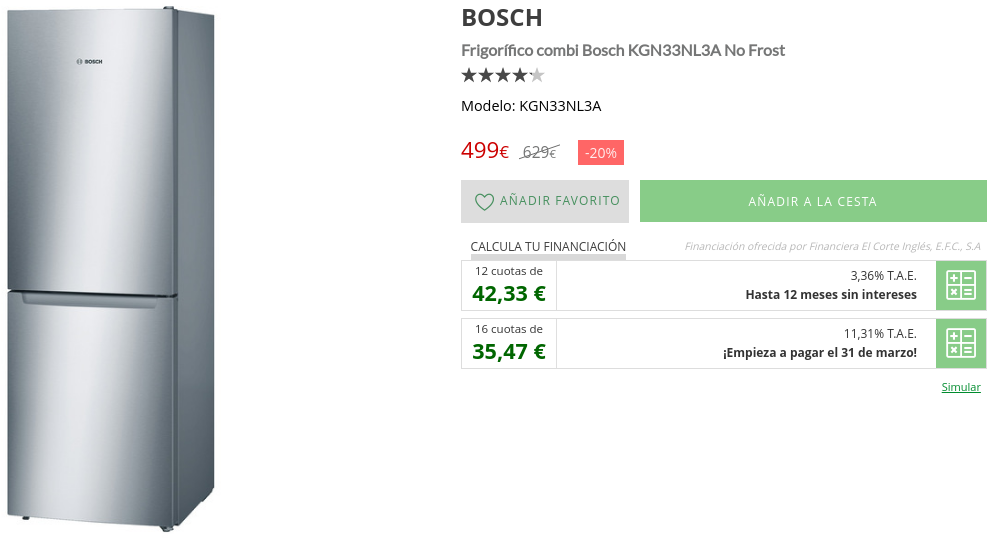 BOSCH
BOSCH
Frigorífico combi Bosch KGN33NL3A No Frost
Modelo: KGN33NL3A
499€ 629€ -20%
AÑADIR FAVORITO
AÑADIR A LA CESTA
CALCULA TU FINANCIACIÓN
Financiación ofrecida por Financiera El Corte Inglés, E.F.C., S.A
12 cuotas de
42,33 €
3,36% T.A.E.
Hasta 12 meses sin intereses
16 cuotas de
35,47 €
11,31% T.A.E.
¡Empieza a pagar el 31 de marzo!
Simular